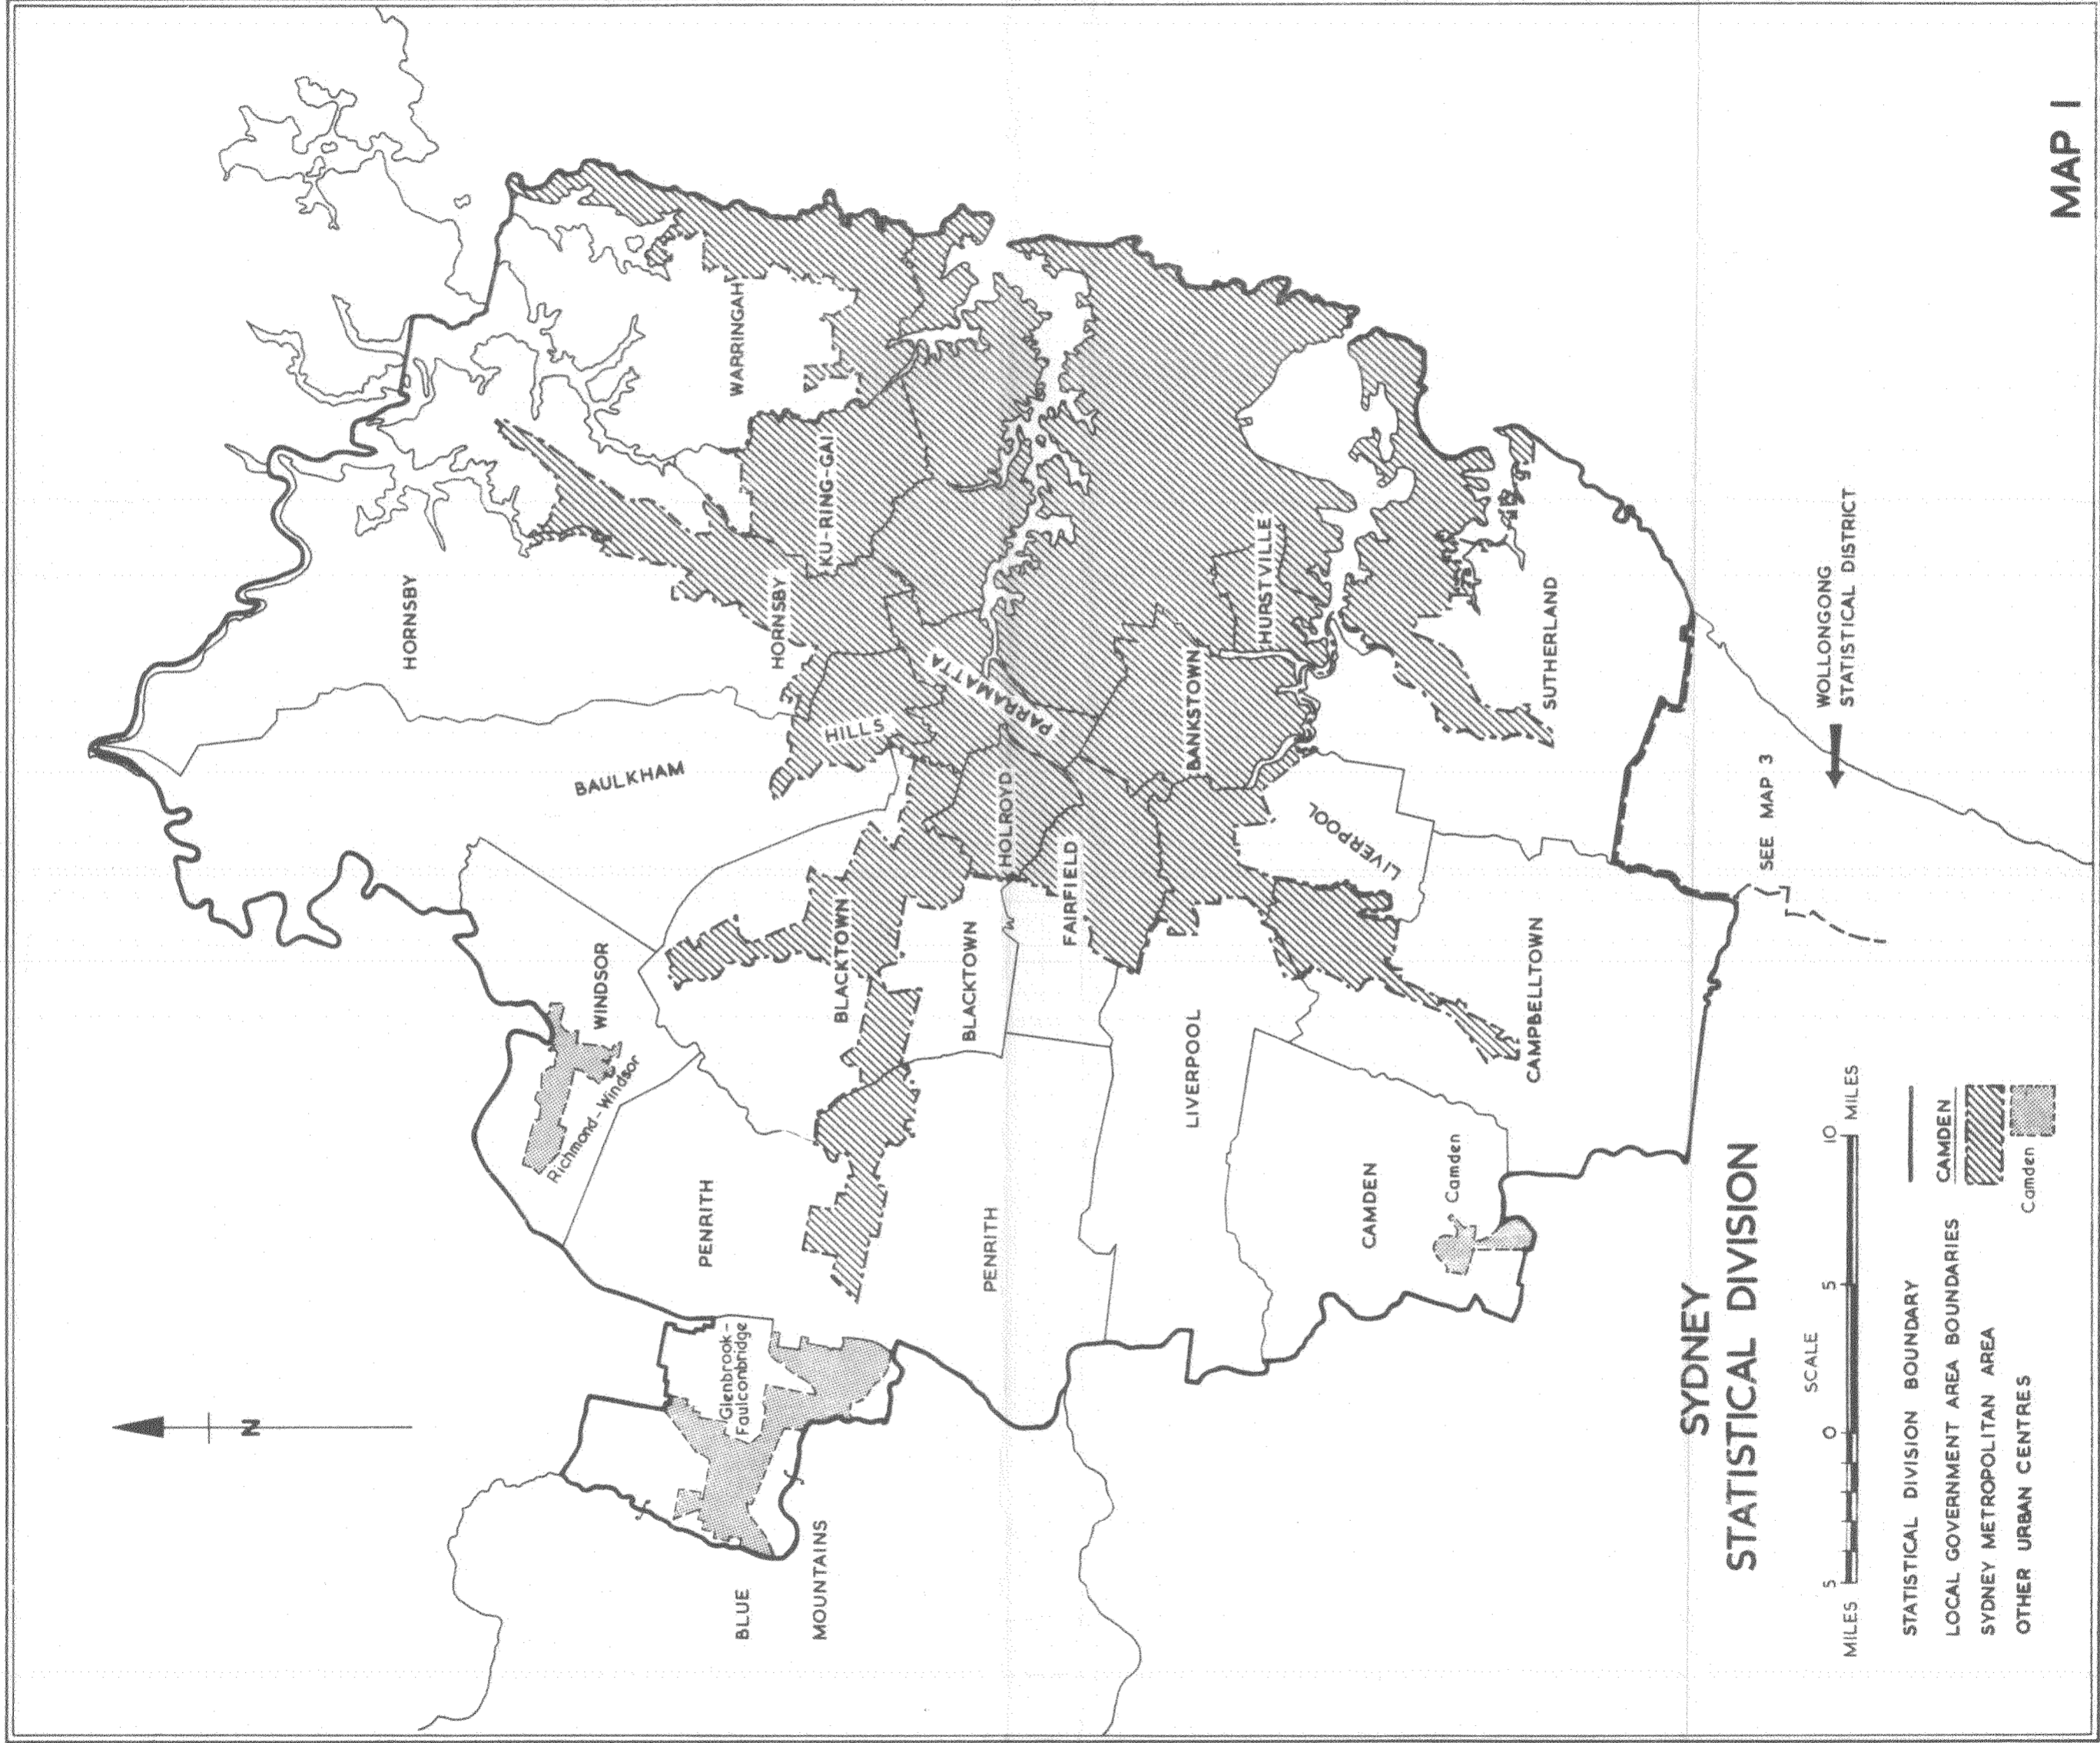 MAP 1
N
HORNSBY
WARRINGAH
KU-RING-GAI
HORNSBY
BAULKHAM
HILLS
WINDSOR
Richmond-Windsor
PARRAMATTA
BLACKTOWN
BLACKTOWN
HOLROYD
FAIRFIELD
BANKSTOWN
HURSTVILLE
PENRITH
PENRITH
Glenbrook-
Faulconbridge
BLUE
MOUNTAINS
LIVERPOOL
LIVERPOOL
SUTHERLAND
CAMPBELLTOWN
CAMDEN
Camden
WOLLONGONG
STATISTICAL DISTRICT
SEE MAP 3
SYDNEY
STATISTICAL DIVISION
SCALE
MILES 5 0 5 10 MILES
STATISTICAL DIVISION BOUNDARY
LOCAL GOVERNMENT AREA BOUNDARIES CAMDEN
SYDNEY METROPOLITAN AREA
OTHER URBAN CENTRES Camden